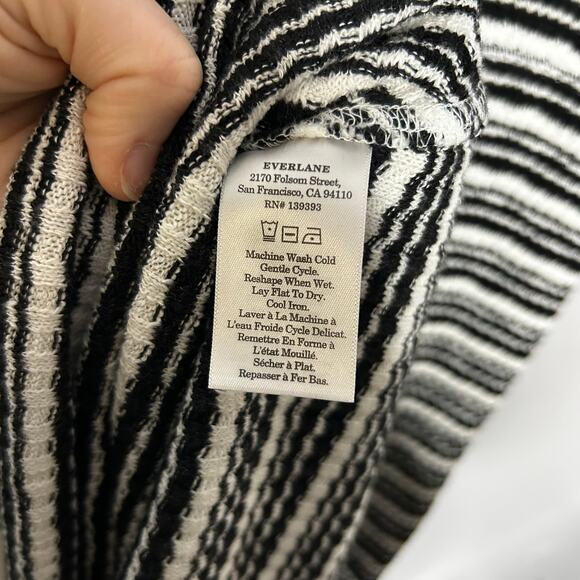 EVERLANE
2170 Folsom Street,
San Francisco, CA 94110
RN# 139393
Machine Wash Cold
Gentle Cycle.
Reshape When Wet.
Lay Flat To Dry.
Cool Iron.
Laver à La Machine à
L'eau Froide Cycle Delicat.
Remettre En Forme à
L'état Mouillé.
Sécher à Plat.
Repasser à Fer Bas.